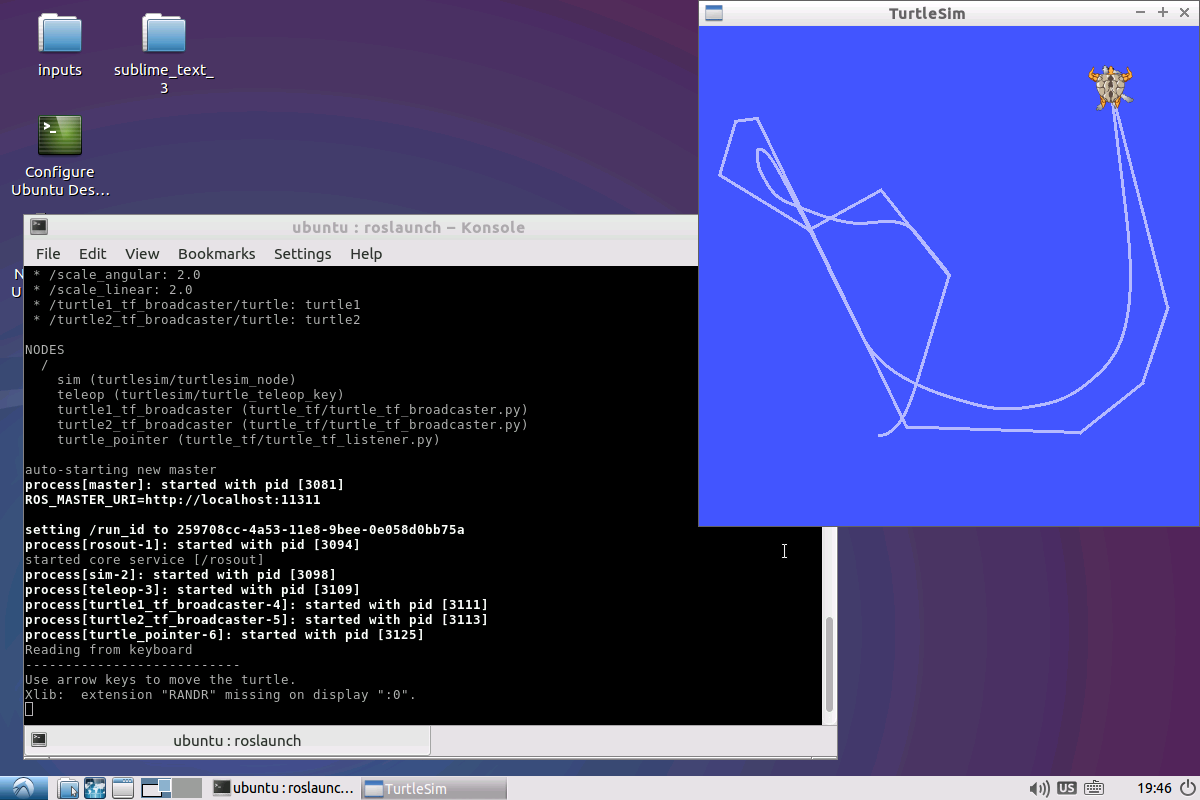 inputs
sublime_text_
3
Configure
Ubuntu Des...
N
U
TurtleSim
ubuntu : roslaunch – Konsole
File Edit View Bookmarks Settings Help
* /scale_angular: 2.0
* /scale_linear: 2.0
* /turtle1_tf_broadcaster/turtle: turtle1
* /turtle2_tf_broadcaster/turtle: turtle2
NODES
/
sim (turtlesim/turtlesim_node)
teleop (turtlesim/turtle_teleop_key)
turtle1_tf_broadcaster (turtle_tf/turtle_tf_broadcaster.py)
turtle2_tf_broadcaster (turtle_tf/turtle_tf_broadcaster.py)
turtle_pointer (turtle_tf/turtle_tf_listener.py)
auto-starting new master
process[master]: started with pid [3081]
ROS_MASTER_URI=http://localhost:11311
setting /run_id to 259708cc-4a53-11e8-9bee-0e058d0bb75a
process[rosout-1]: started with pid [3094]
started core service [/rosout]
process[sim-2]: started with pid [3098]
process[teleop-3]: started with pid [3109]
process[turtle1_tf_broadcaster-4]: started with pid [3111]
process[turtle2_tf_broadcaster-5]: started with pid [3113]
process[turtle_pointer-6]: started with pid [3125]
Reading from keyboard
---------------------------
Use arrow keys to move the turtle.
Xlib:  extension "RANDR" missing on display ":0".
ubuntu : roslaunch
ubuntu : roslaunc... TurtleSim US 19:46